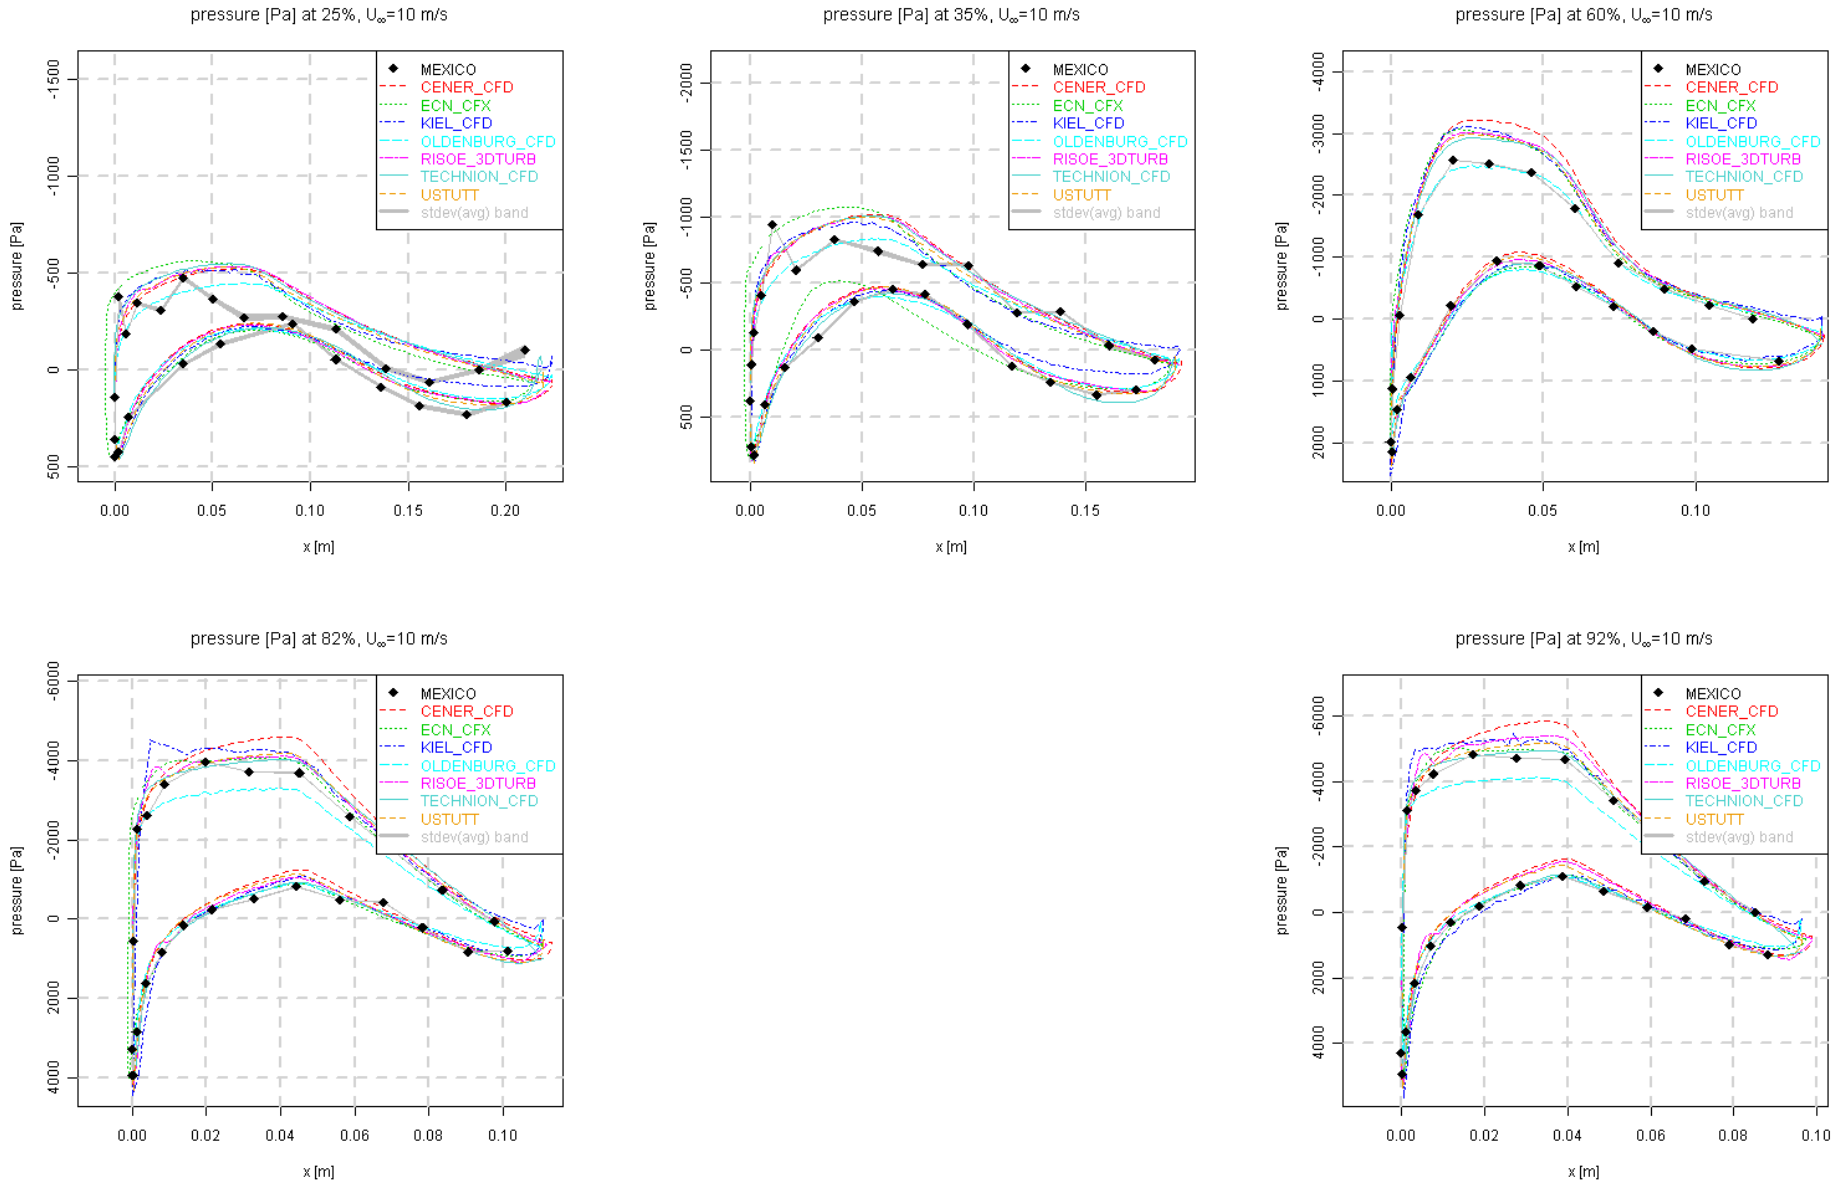 pressure [Pa] at 25%, U∞=10 m/s
pressure [Pa]
-1500
-1000
-500
0
500
0.00 0.05 0.10 0.15 0.20
x [m]
MEXICO
CENER_CFD
ECN_CFX
KIEL_CFD
OLDENBURG_CFD
RISOE_3DTURB
TECHNION_CFD
USTUTT
stdev(avg) band
pressure [Pa] at 35%, U∞=10 m/s
pressure [Pa]
-2000
-1500
-1000
-500
0
500
0.00 0.05 0.10 0.15
x [m]
MEXICO
CENER_CFD
ECN_CFX
KIEL_CFD
OLDENBURG_CFD
RISOE_3DTURB
TECHNION_CFD
USTUTT
stdev(avg) band
pressure [Pa] at 60%, U∞=10 m/s
pressure [Pa]
-4000
-3000
-2000
-1000
0
1000
2000
0.00 0.05 0.10
x [m]
MEXICO
CENER_CFD
ECN_CFX
KIEL_CFD
OLDENBURG_CFD
RISOE_3DTURB
TECHNION_CFD
USTUTT
stdev(avg) band
pressure [Pa] at 82%, U∞=10 m/s
pressure [Pa]
-6000
-4000
-2000
0
2000
4000
0.00 0.02 0.04 0.06 0.08 0.10
x [m]
MEXICO
CENER_CFD
ECN_CFX
KIEL_CFD
OLDENBURG_CFD
RISOE_3DTURB
TECHNION_CFD
USTUTT
stdev(avg) band
pressure [Pa] at 92%, U∞=10 m/s
pressure [Pa]
-6000
-4000
-2000
0
2000
4000
0.00 0.02 0.04 0.06 0.08 0.10
x [m]
MEXICO
CENER_CFD
ECN_CFX
KIEL_CFD
OLDENBURG_CFD
RISOE_3DTURB
TECHNION_CFD
USTUTT
stdev(avg) band